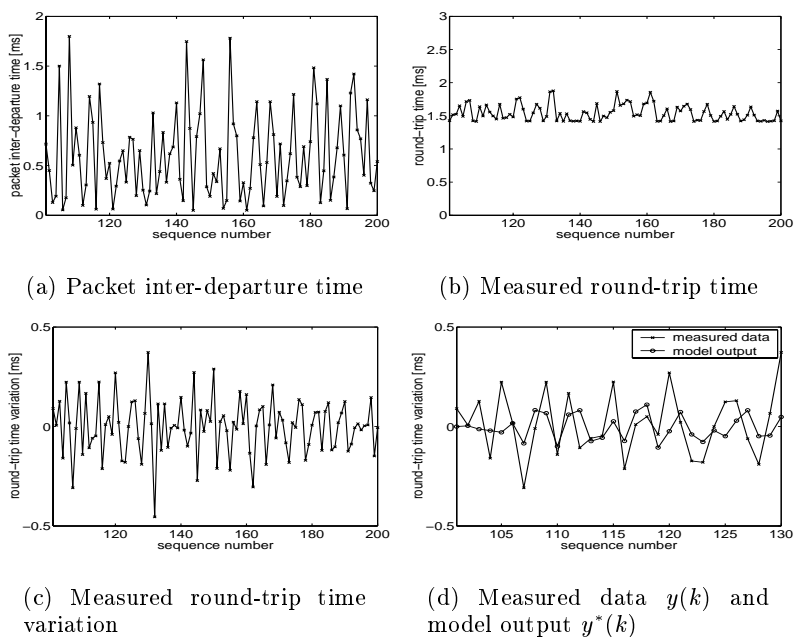 packet inter-departure time [ms]
2
1.5
1
0.5
0
120 140 160 180 200
sequence number
(a) Packet inter-departure time
round-trip time [ms]
3
2.5
2
1.5
1
0.5
0
120 140 160 180 200
sequence number
(b) Measured round-trip time
round-trip time variation [ms]
0.5
0
−0.5
120 140 160 180 200
sequence number
(c) Measured round-trip time
variation
round-trip time variation [ms]
0.5
0
−0.5
measured data
model output
105 110 115 120 125 130
sequence number
(d) Measured data y(k) and
model output y*(k)